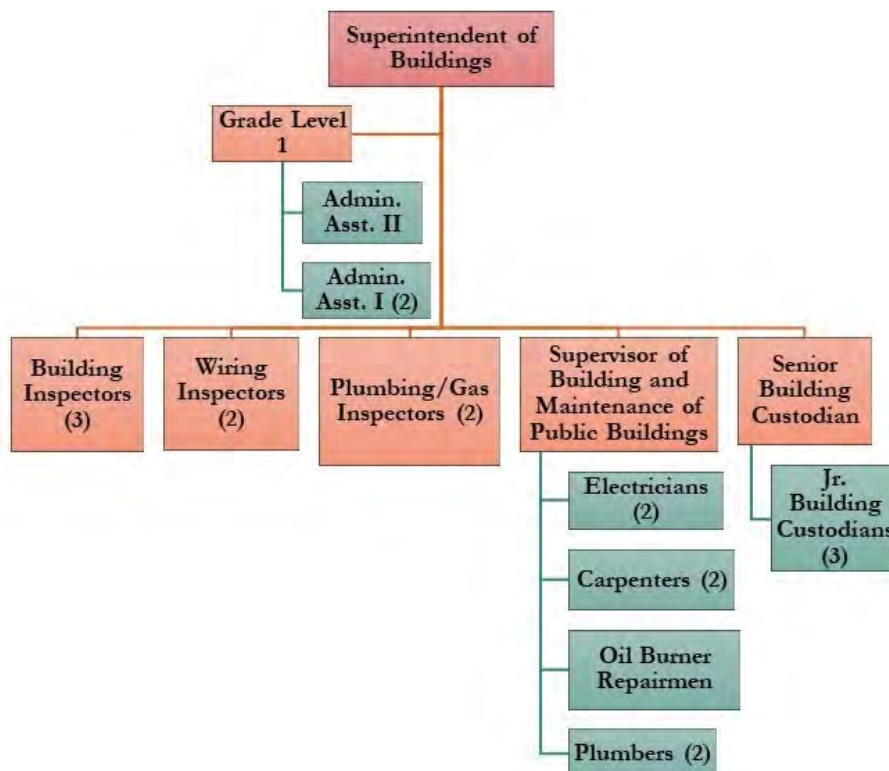 Superintendent of
Buildings
Grade Level
1
Admin.
Asst. II
Admin.
Asst. I (2)
Building
Inspectors
(3)
Wiring
Inspectors
(2)
Plumbing/Gas
Inspectors (2)
Supervisor of
Building and
Maintenance of
Public Buildings
Senior
Building
Custodian
Electricians
(2)
Carpenters (2)
Oil Burner
Repairmen
Plumbers (2)
Jr.
Building
Custodians
(3)